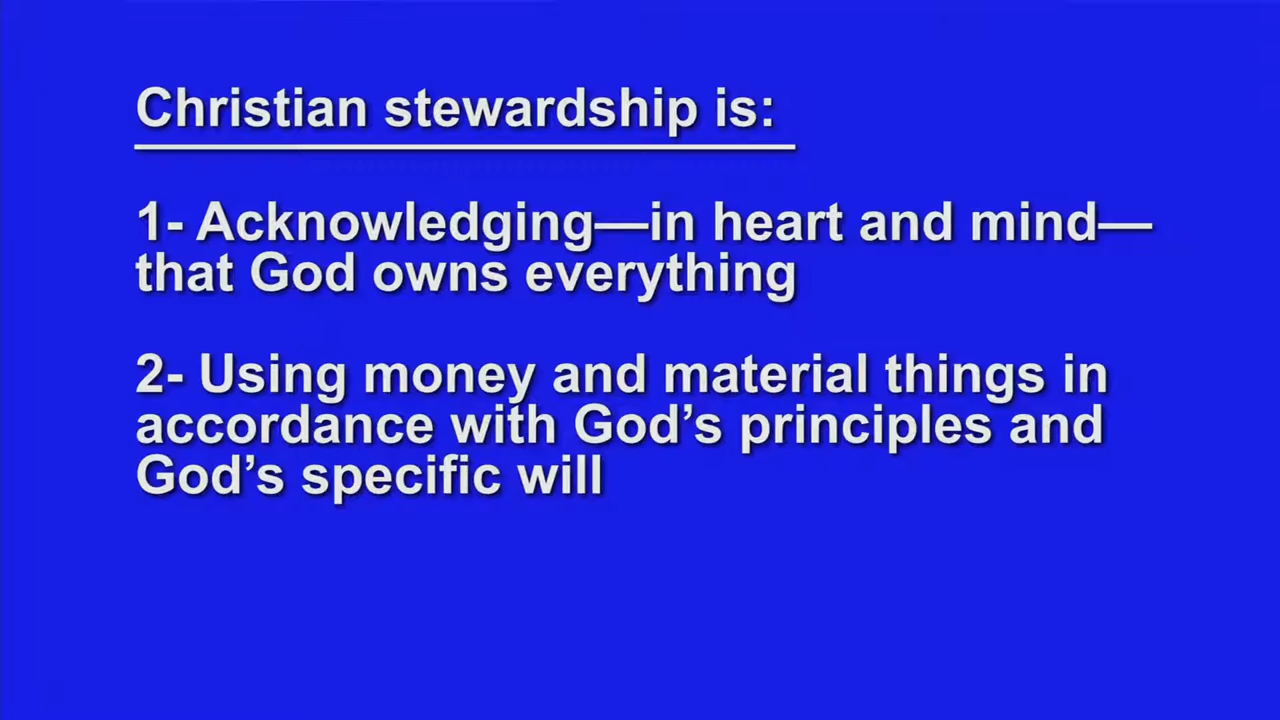 Christian stewardship is:
1- Acknowledging—in heart and mind—
that God owns everything
2- Using money and material things in
accordance with God’s principles and
God’s specific will